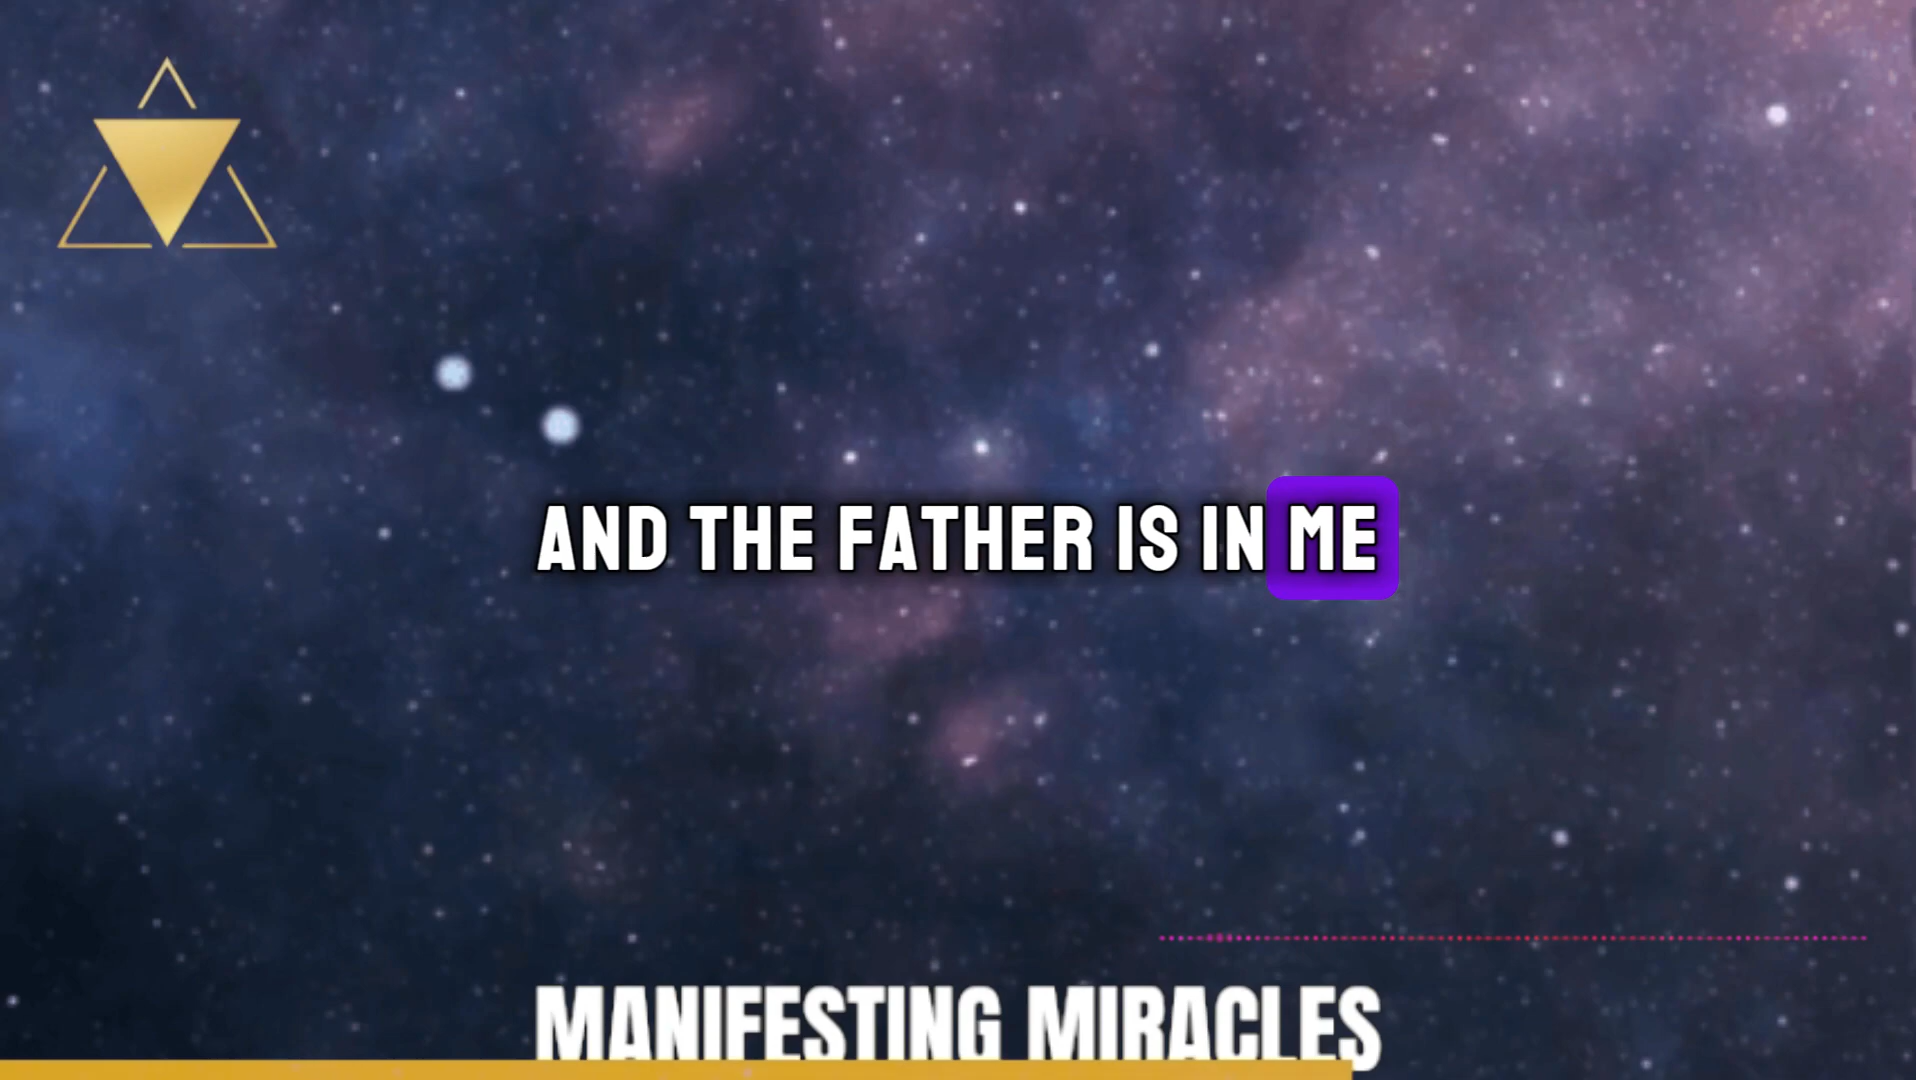 AND THE FATHER IS IN ME
MANIFESTING MIRACLES